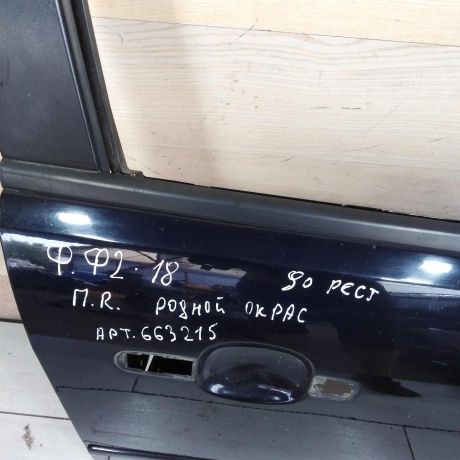 Ф.Ф2.18 до рест
П.R. родной окрас
АРТ.663215